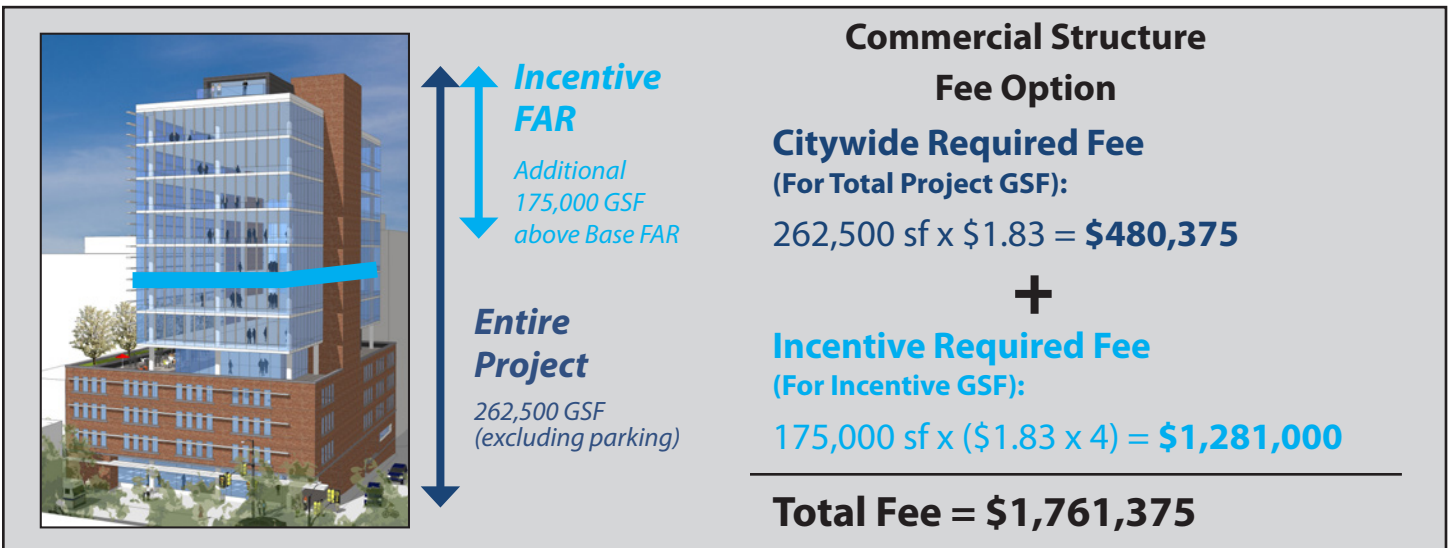 Incentive
FAR
Additional
175,000 GSF
above Base FAR
Entire
Project
262,500 GSF
(excluding parking)
Commercial Structure
Fee Option
Citywide Required Fee
(For Total Project GSF):
262,500 sf x $1.83 = $480,375
+
Incentive Required Fee
(For Incentive GSF):
175,000 sf x ($1.83 x 4) = $1,281,000
Total Fee = $1,761,375